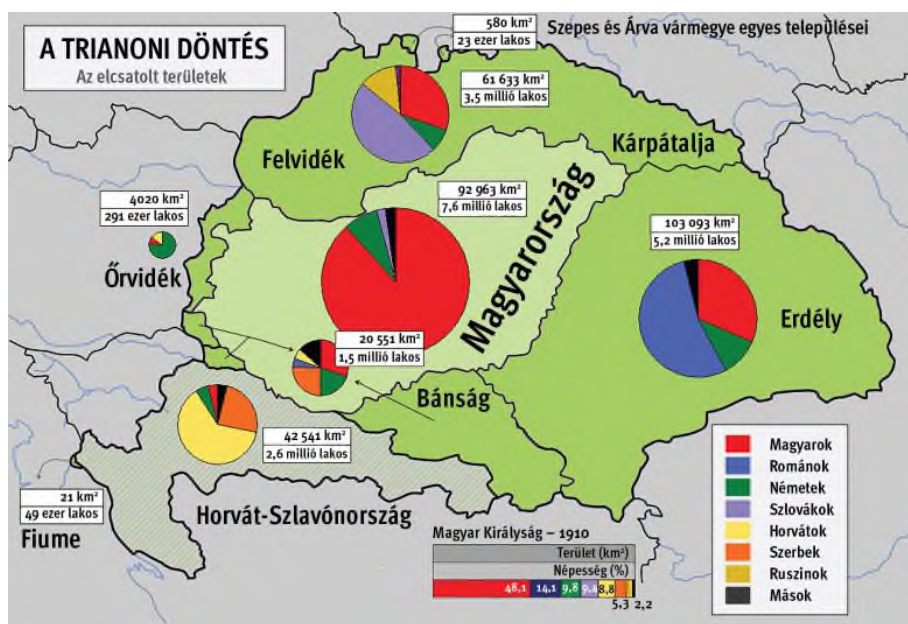 A TRIANONI DÖNTÉS
Az elcsatolt területek
580 km²
23 ezer lakos
Szepes és Árva vármegye egyes települései
61 633 km²
3,5 millió lakos
Felvidék
Kárpátalja
4020 km²
291 ezer lakos
Őrvidék
92 963 km²
7,6 millió lakos
Magyarország
103 093 km²
5,2 millió lakos
Erdély
20 551 km²
1,5 millió lakos
Bánság
42 541 km²
2,6 millió lakos
Horvát-Szlavónország
21 km²
49 ezer lakos
Fiume
Magyar Királyság – 1910
Terület (km²)
Népesség (%)
48,1 14,1 9,8 9,4 8,8
5,3 2,2
Magyarok
Románok
Németek
Szlovákok
Horvátok
Szerbek
Ruszinok
Mások